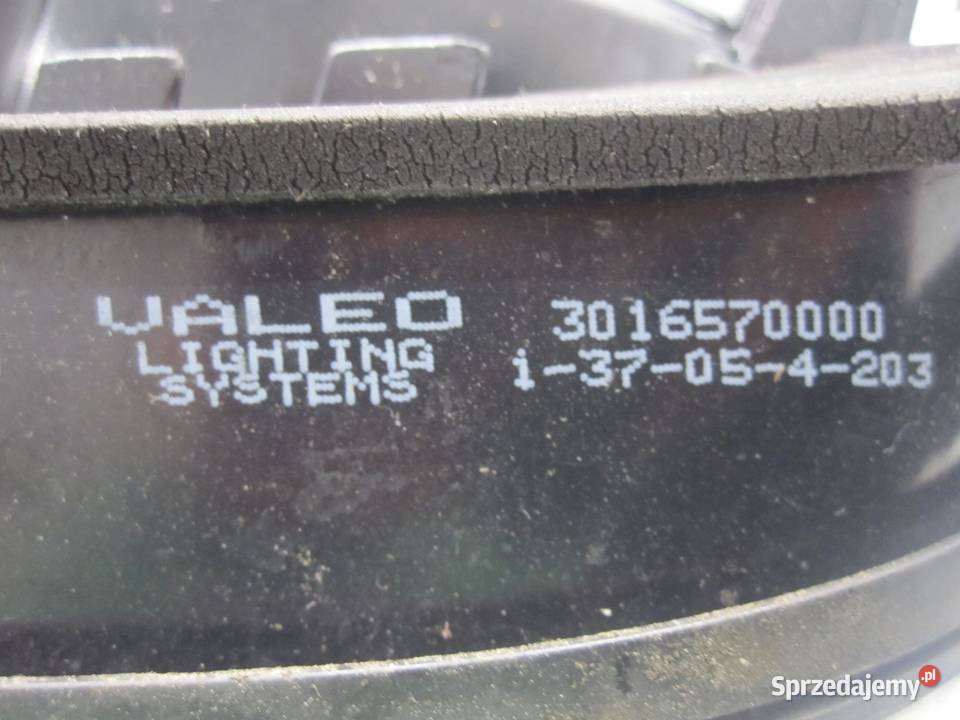 VALEO
LIGHTING
SYSTEMS
3016570000
i-37-05-4-203
Sprzedajemy.pl